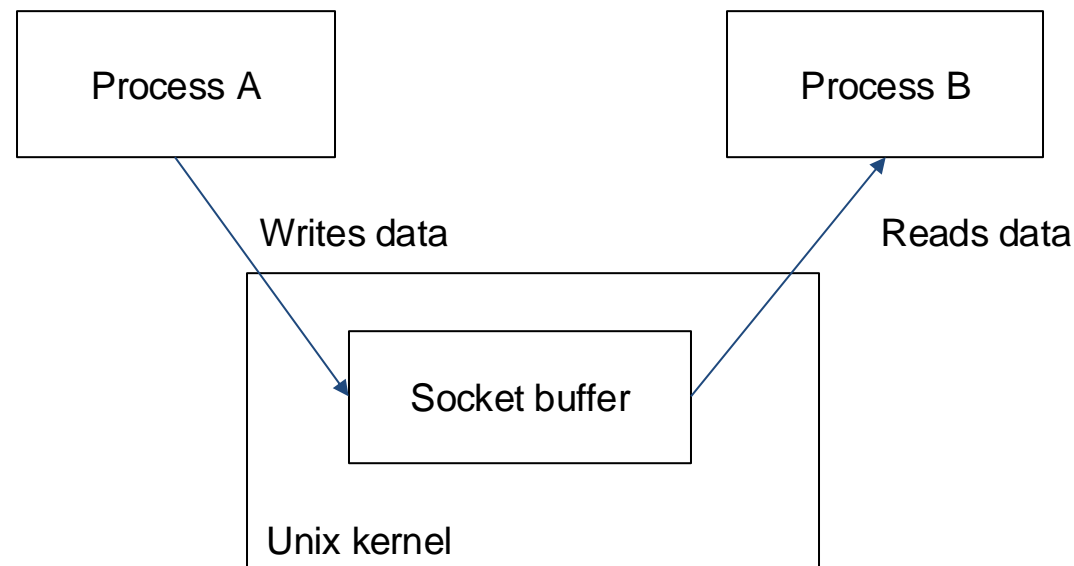 Process A
Process B
Writes data
Reads data
Socket buffer
Unix kernel